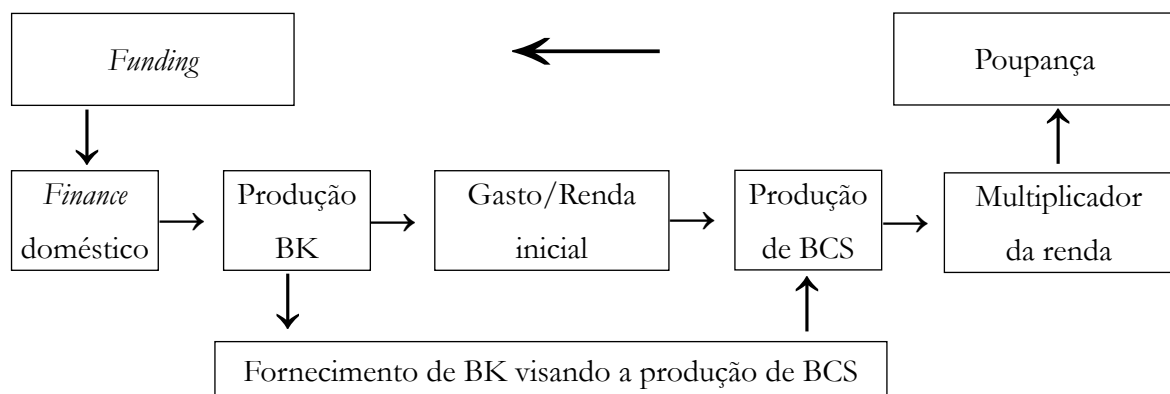 Funding
Poupança
Finance
doméstico
Produção
BK
Gasto/Renda
inicial
Produção
de BCS
Multiplicador
da renda
Fornecimento de BK visando a produção de BCS